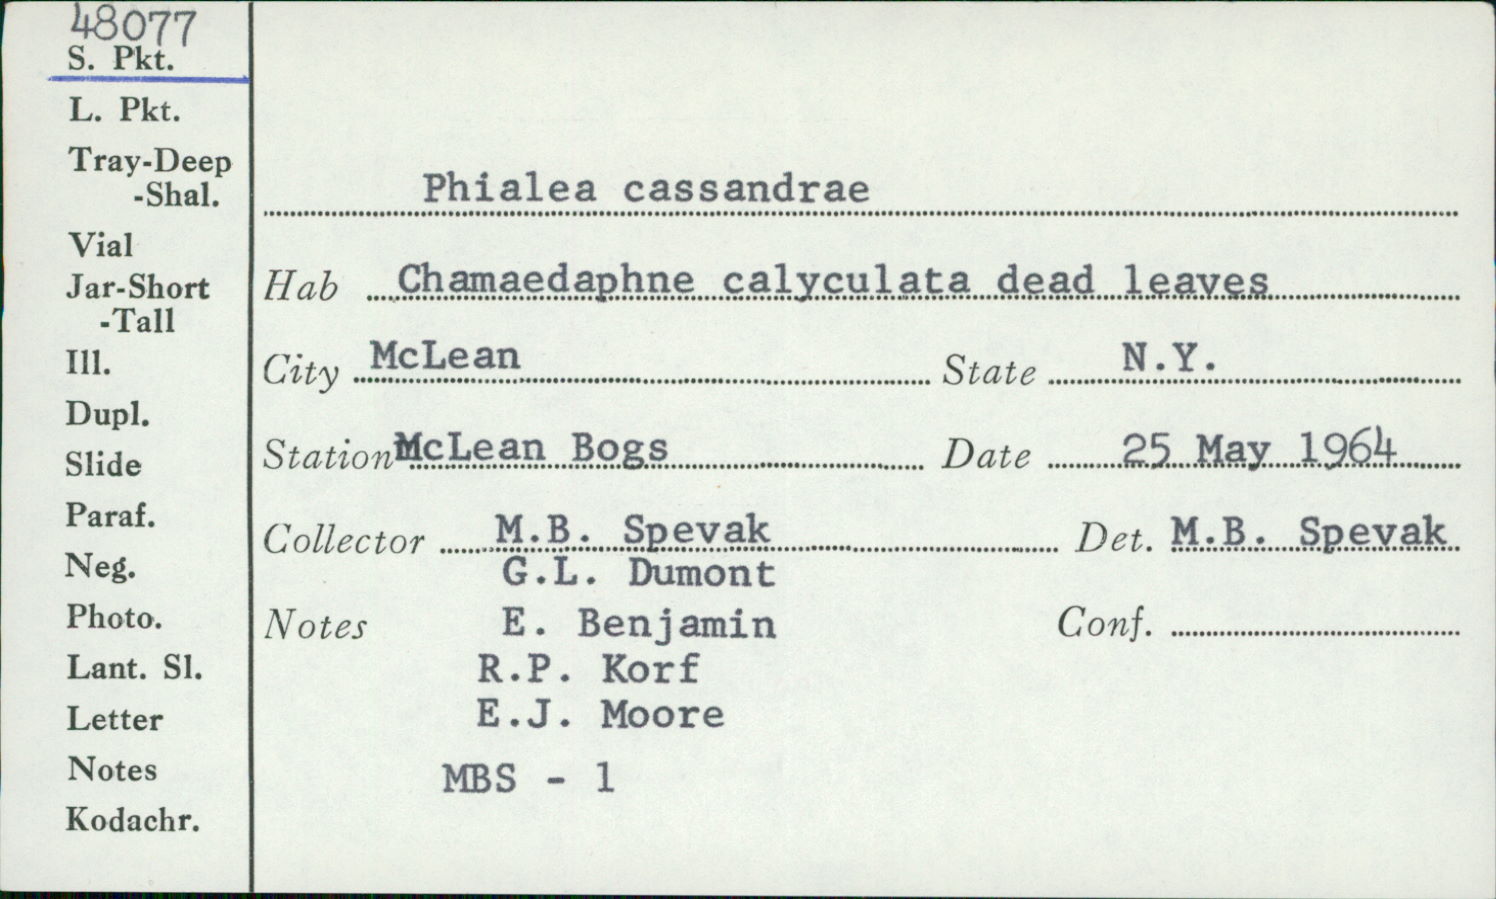 48077
S. Pkt.
L. Pkt.
Tray-Deep
-Shal.
Vial
Jar-Short
-Tall
Ill.
Dupl.
Slide
Paraf.
Neg.
Photo.
Lant. Sl.
Letter
Notes
Kodachr.
Phialea cassandrae
Hab Chamaedaphne calyculata dead leaves
City McLean State N.Y.
Station McLean Bogs Date 25 May 1964
Collector M.B. Spevak Det. M.B. Spevak
G.L. Dumont
Notes E. Benjamin Conf.
R.P. Korf
E.J. Moore
MBS - 1